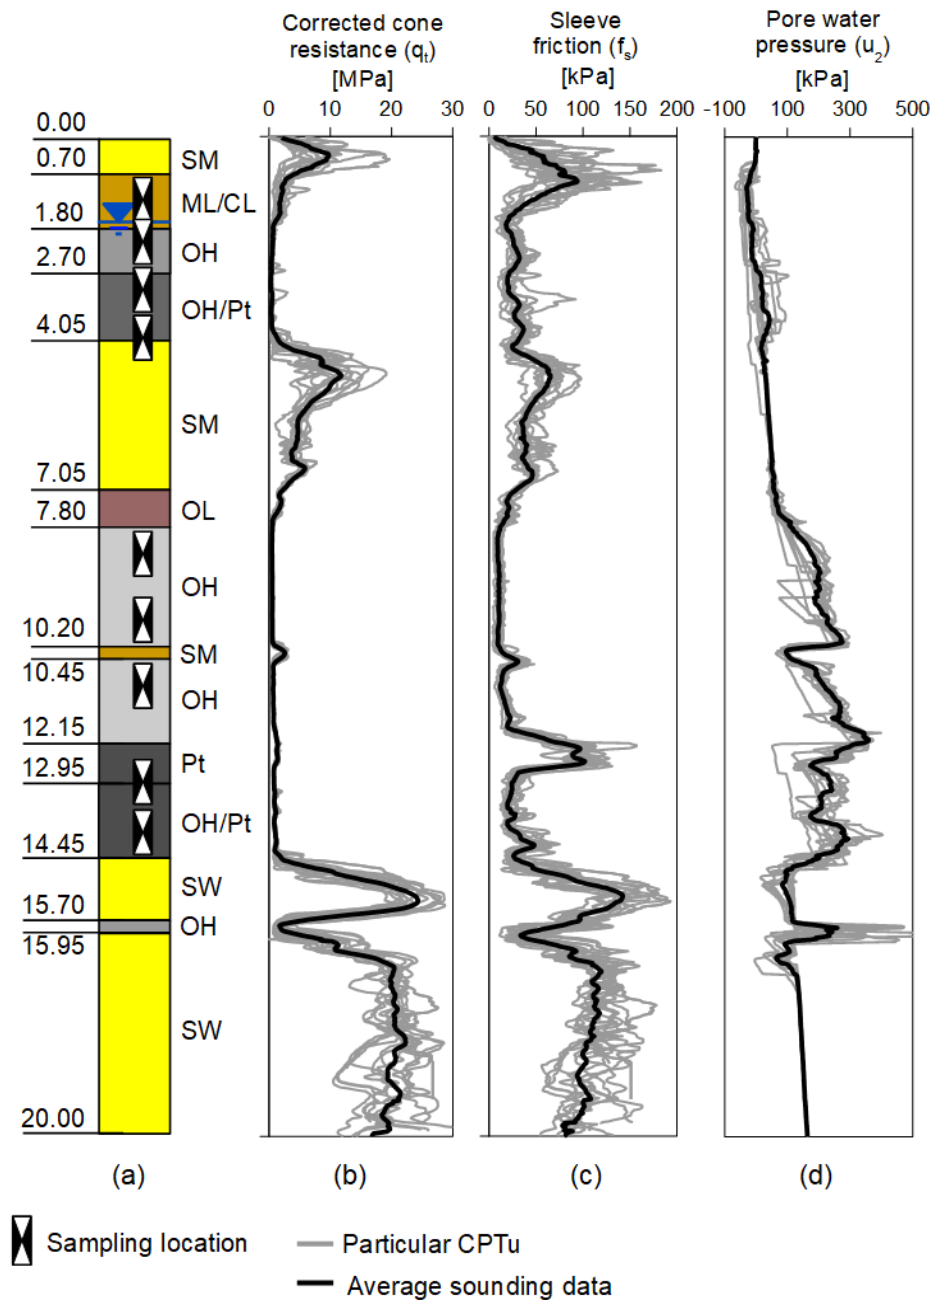 Corrected cone
resistance (qt)
[MPa]
Sleeve
friction (fs)
[kPa]
Pore water
pressure (u2)
[kPa]
0 10 20 30
0 50 100 150 200
-100 100 300 500
0.00
0.70
SM
ML/CL
1.80
OH
2.70
OH/Pt
4.05
SM
7.05
7.80
OL
OH
10.20
SM
10.45
OH
12.15
Pt
12.95
OH/Pt
14.45
SW
15.70
OH
15.95
SW
20.00
(a) (b) (c) (d)
Sampling location
Particular CPTu
Average sounding data